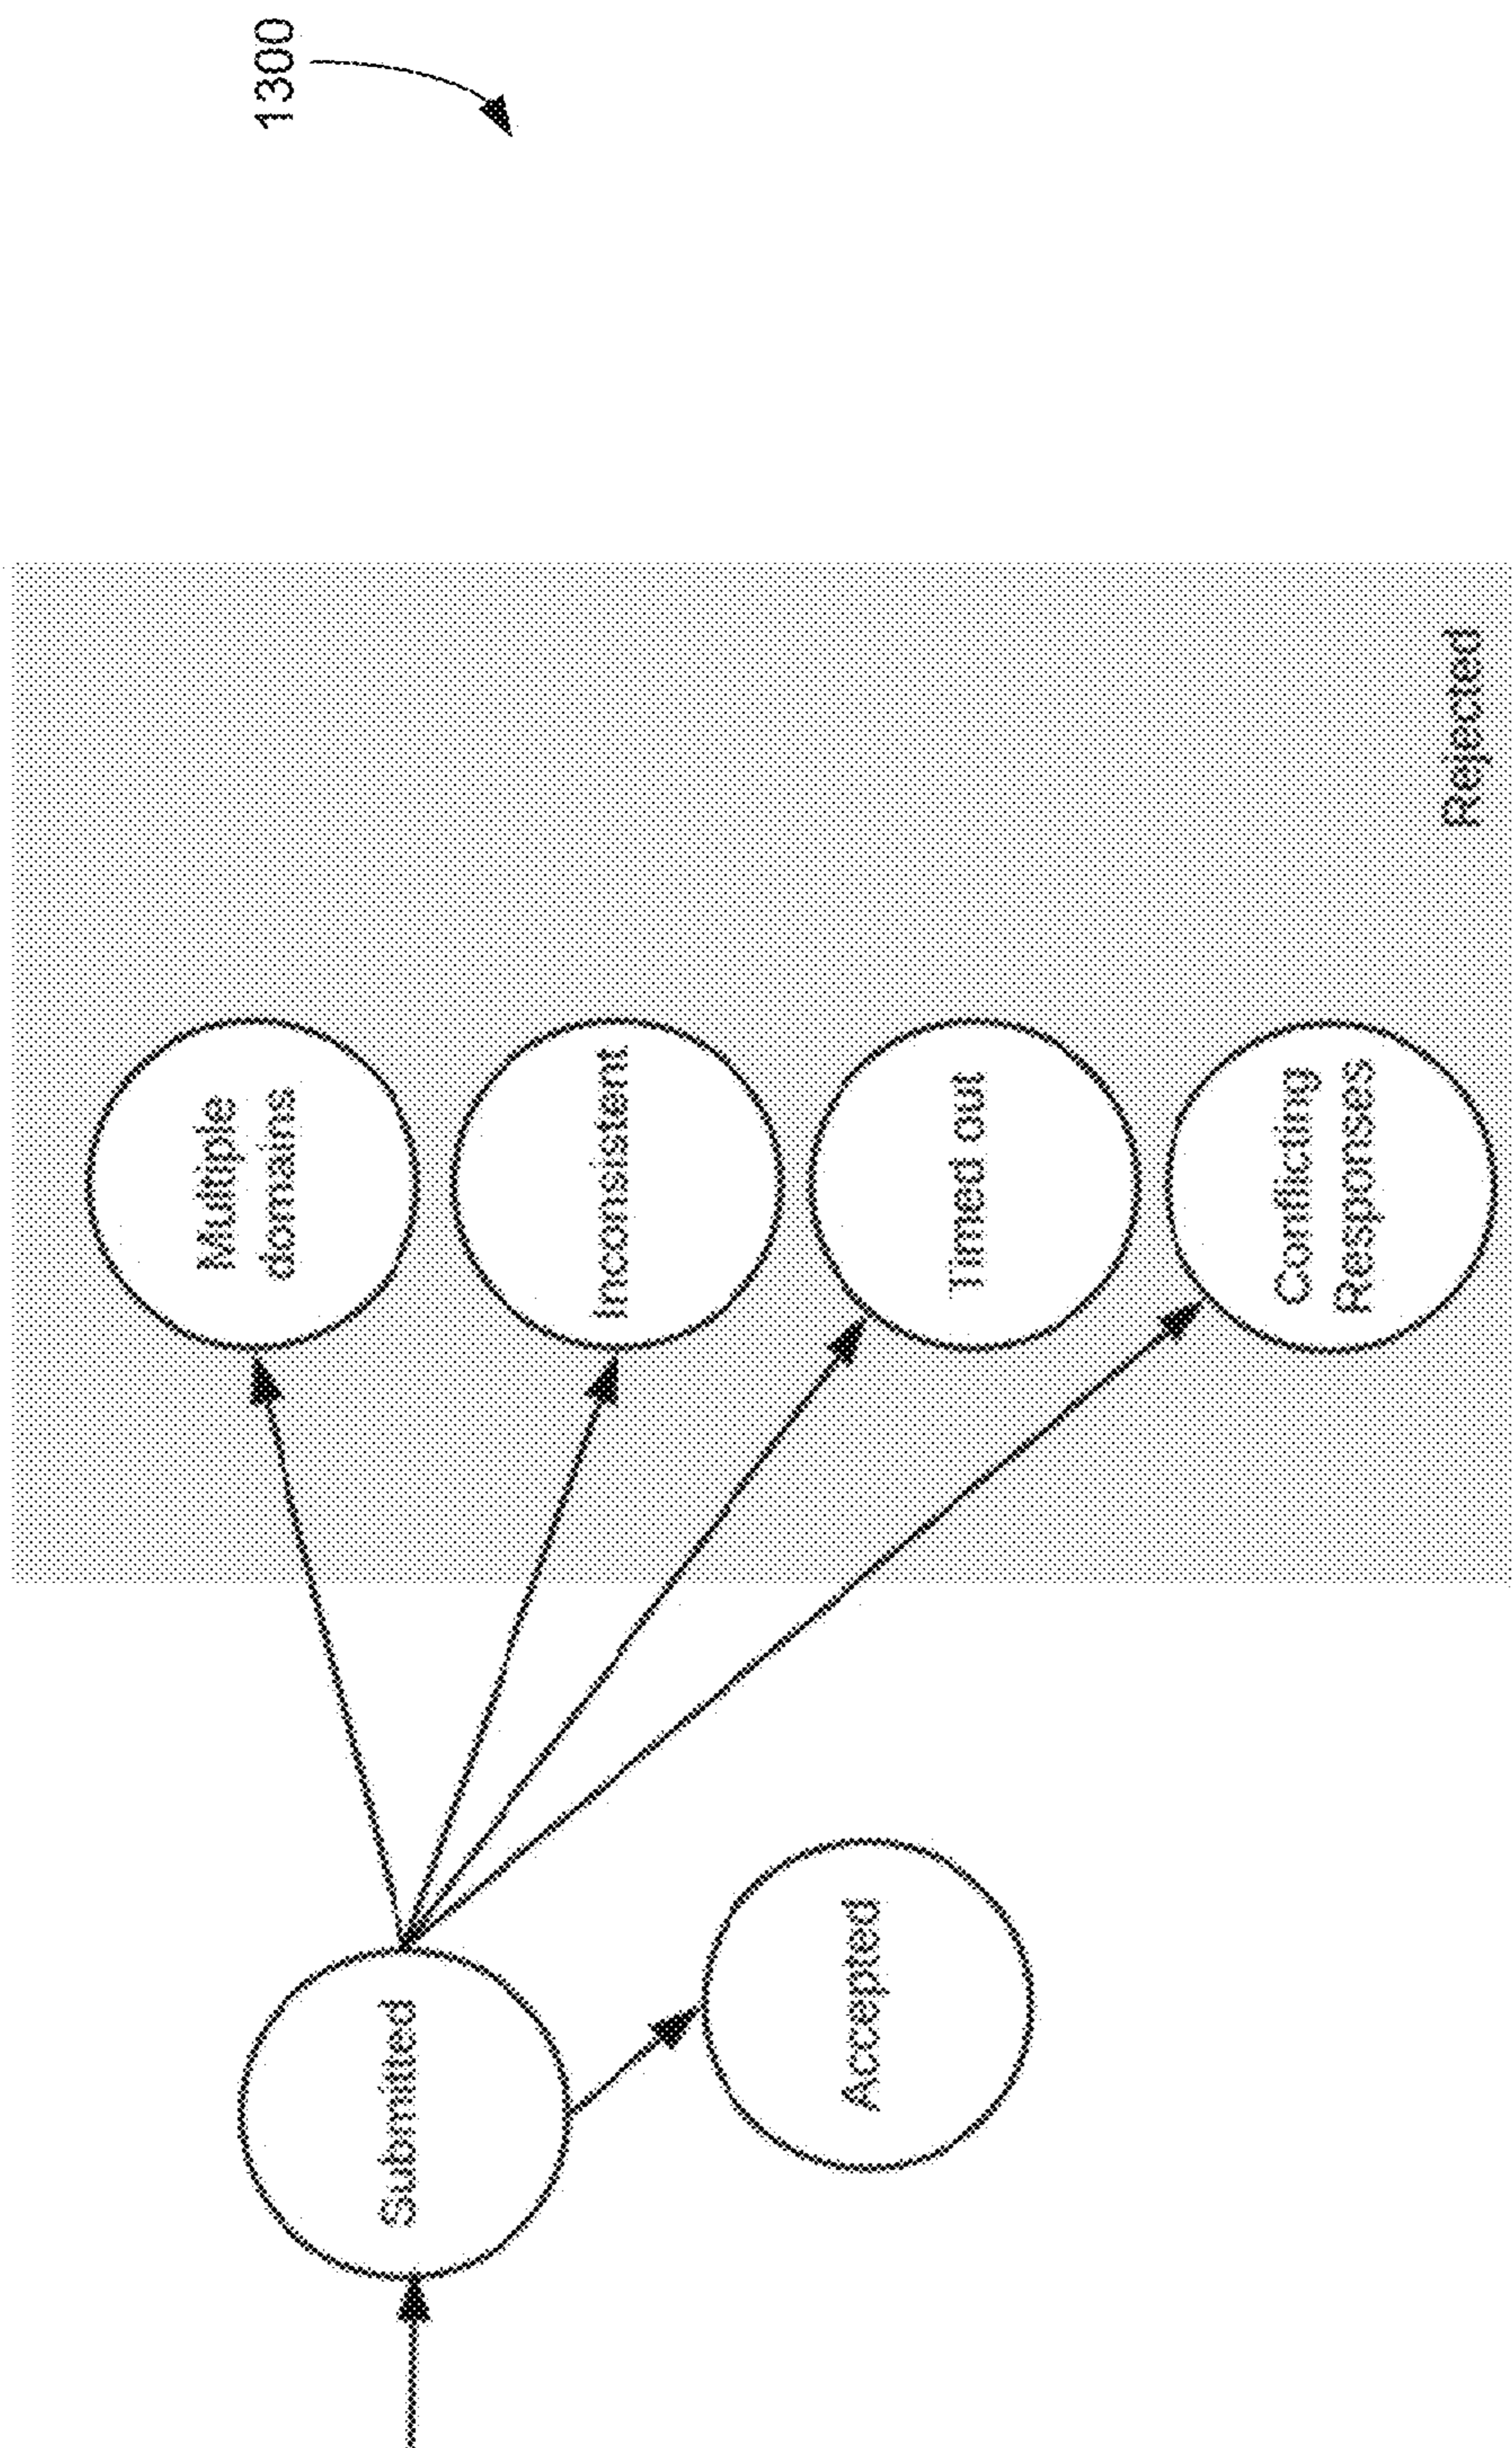 1300
Submitted
Accepted
Multiple
domains
Inconsistent
Timed out
Conflicting
Responses
Rejected